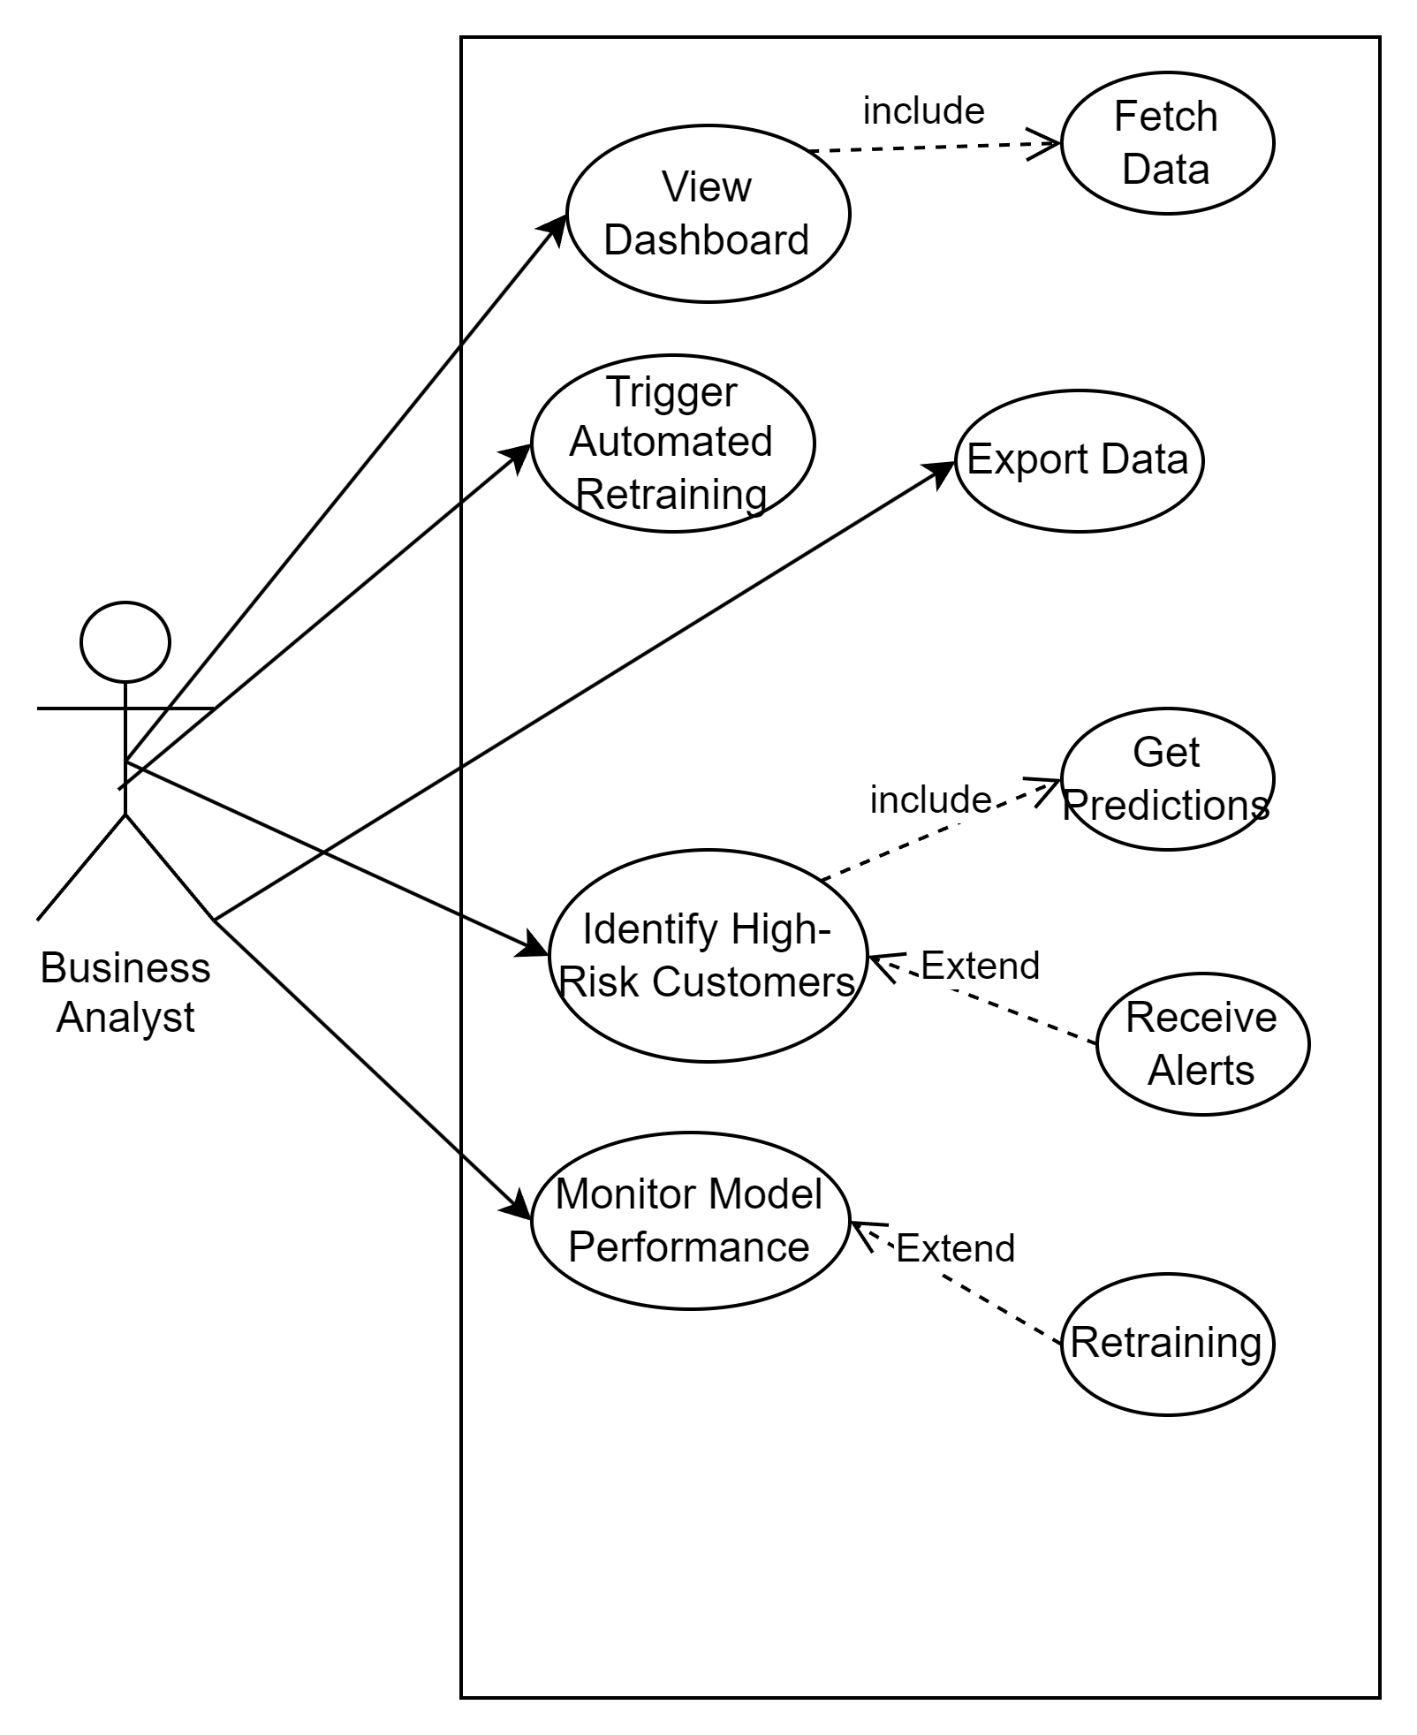 include
Fetch
Data
View
Dashboard
Trigger
Automated
Retraining
Export Data
Get
Predictions
include
Identify High-
Risk Customers
Extend
Receive
Alerts
Business
Analyst
Monitor Model
Performance
Extend
Retraining